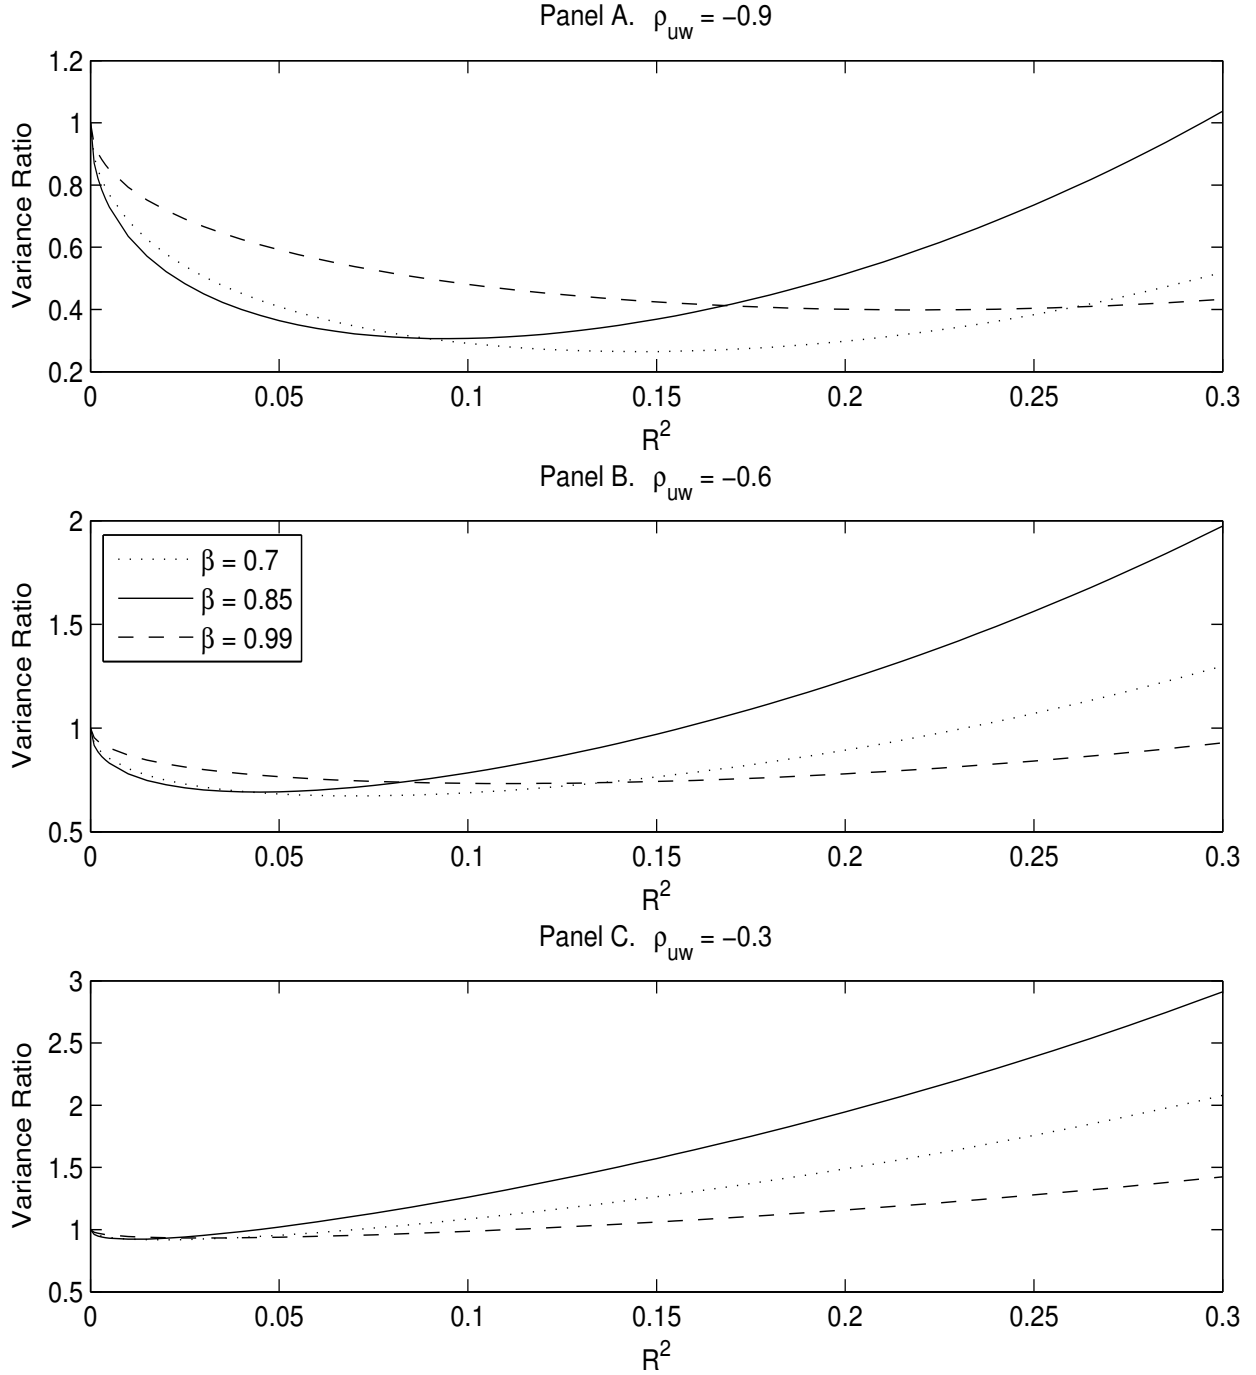 Panel A. ρuw = −0.9
1.2
1
0.8
0.6
0.4
0.2
Variance Ratio
0 0.05 0.1 0.15 0.2 0.25 0.3
R2
Panel B. ρuw = −0.6
2
1.5
1
0.5
Variance Ratio
β = 0.7
β = 0.85
β = 0.99
0 0.05 0.1 0.15 0.2 0.25 0.3
R2
Panel C. ρuw = −0.3
3
2.5
2
1.5
1
0.5
Variance Ratio
0 0.05 0.1 0.15 0.2 0.25 0.3
R2